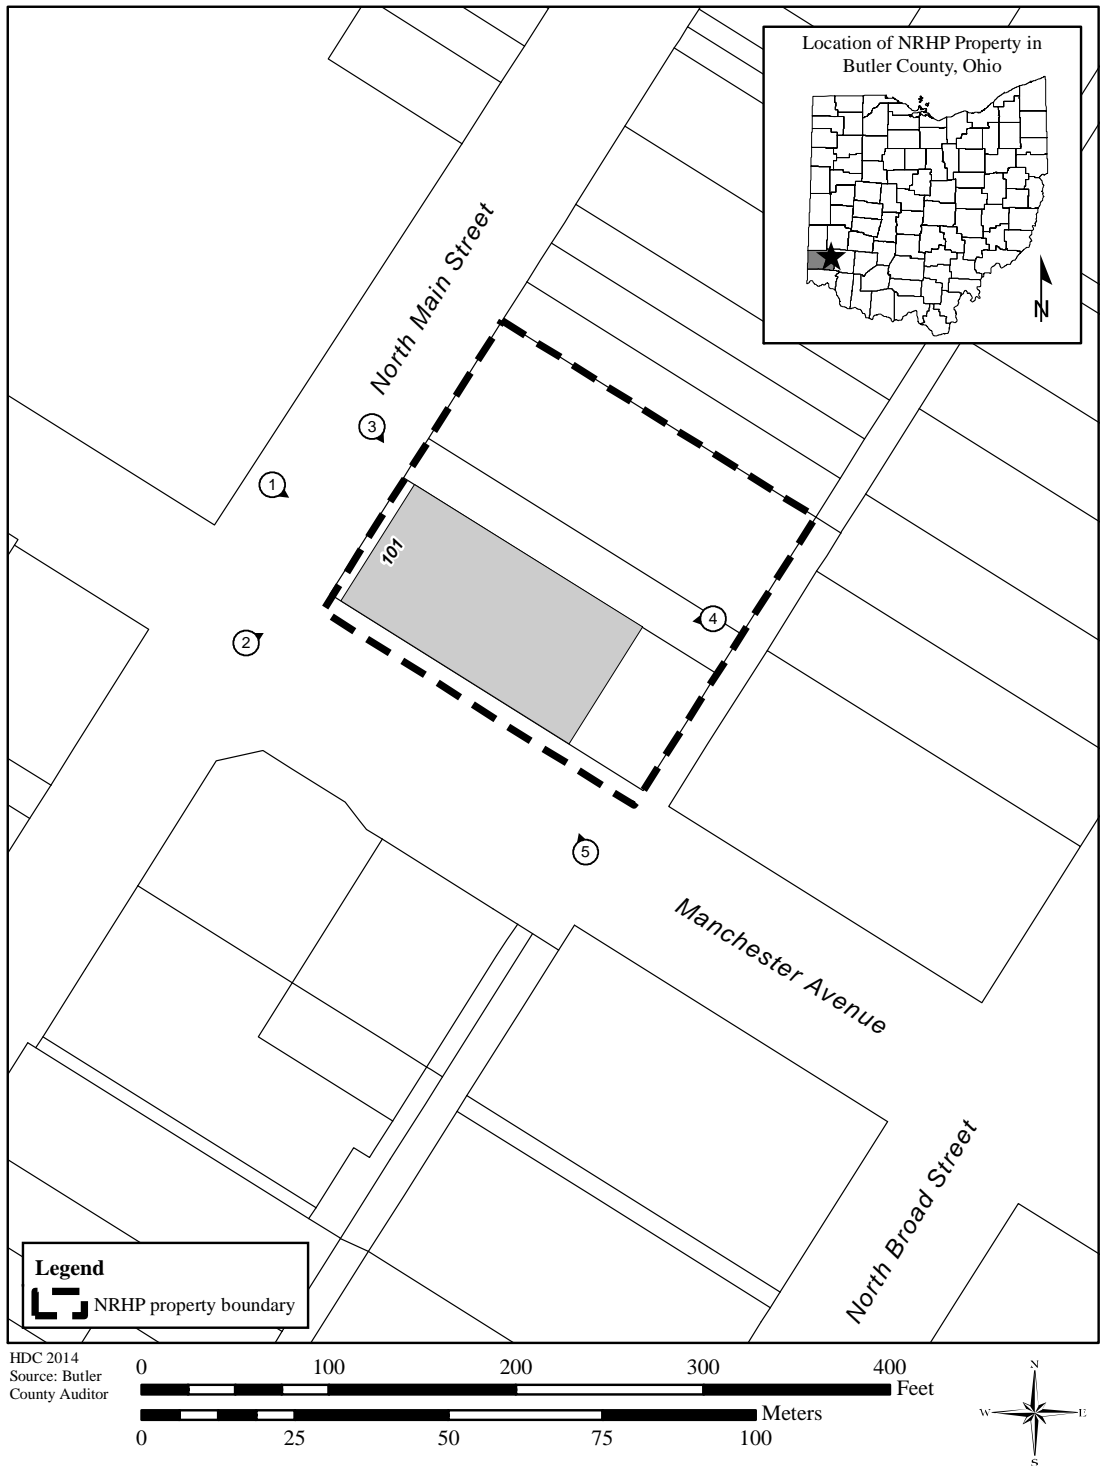 Location of NRHP Property in
Butler County, Ohio
N
North Main Street
3
1
101
2
4
5
Manchester Avenue
North Broad Street
Legend
NRHP property boundary
HDC 2014
Source: Butler
County Auditor
0 100 200 300 400
Feet
Meters
0 25 50 75 100
N
W E
S